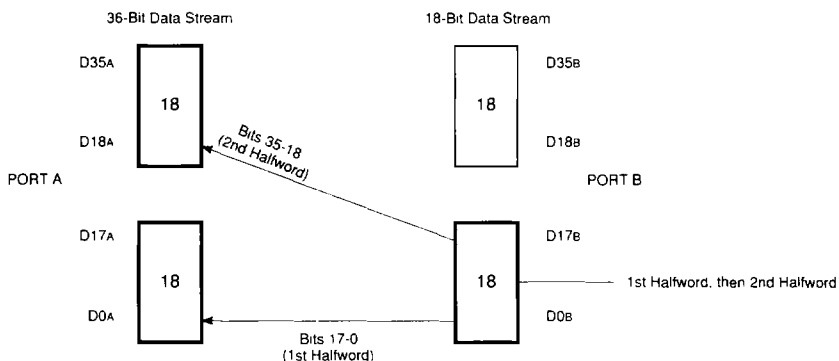 36-Bit Data Stream
18-Bit Data Stream
D35A
18
D18A
PORT A
D17A
18
D0A
Bits 35-18
(2nd Halfword)
Bits 17-0
(1st Halfword)
D35B
18
D18B
PORT B
D17B
18
D0B
1st Halfword, then 2nd Halfword